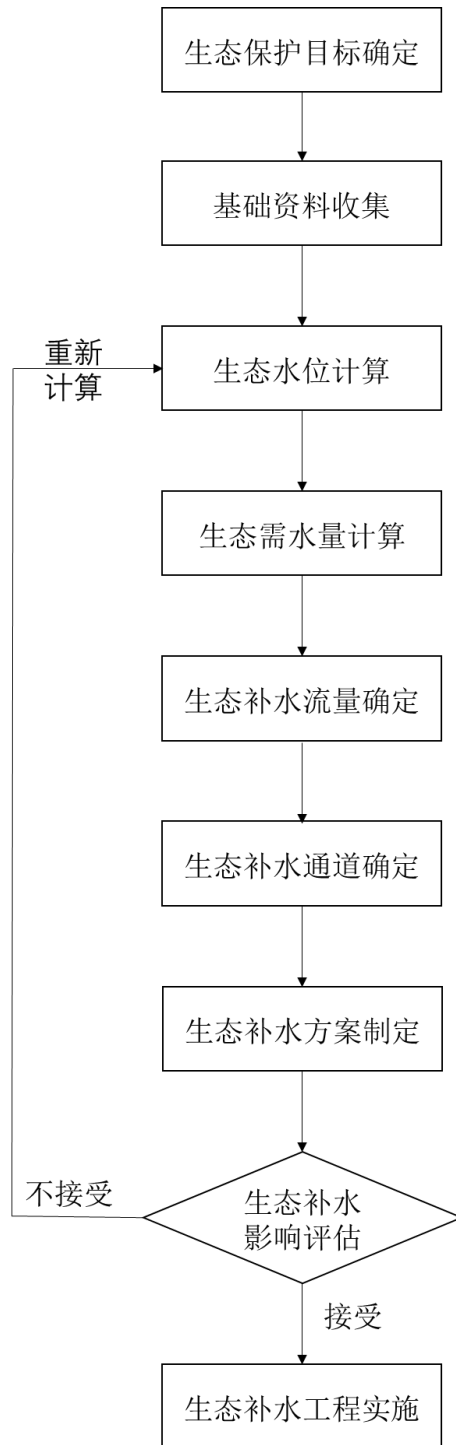 生态保护目标确定
基础资料收集
重新
计算
生态水位计算
生态需水量计算
生态补水流量确定
生态补水通道确定
生态补水方案制定
不接受
生态补水
影响评估
接受
生态补水工程实施